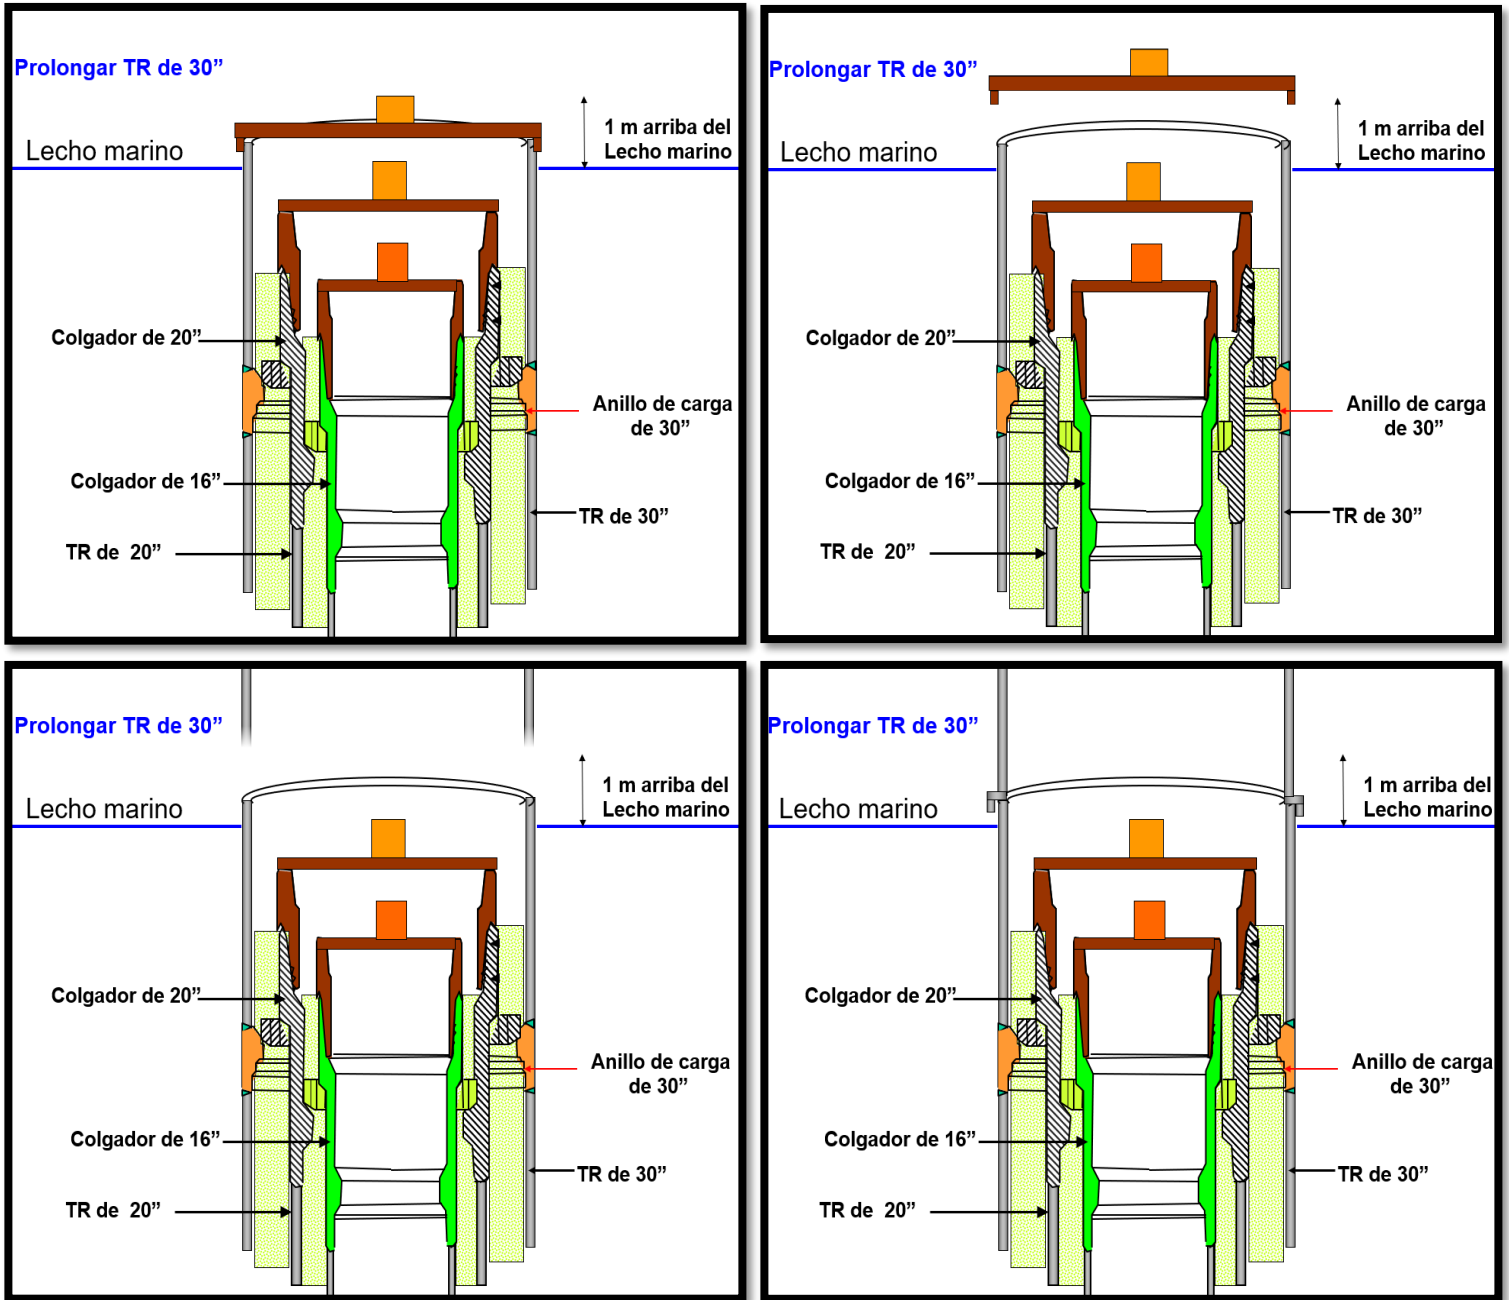 Prolongar TR de 30”
Lecho marino
1 m arriba del
Lecho marino
Colgador de 20”
Anillo de carga
de 30”
Colgador de 16”
TR de 30”
TR de  20”
Prolongar TR de 30”
Lecho marino
1 m arriba del
Lecho marino
Colgador de 20”
Anillo de carga
de 30”
Colgador de 16”
TR de 30”
TR de  20”
Prolongar TR de 30”
Lecho marino
1 m arriba del
Lecho marino
Colgador de 20”
Anillo de carga
de 30”
Colgador de 16”
TR de 30”
TR de  20”
Prolongar TR de 30”
Lecho marino
1 m arriba del
Lecho marino
Colgador de 20”
Anillo de carga
de 30”
Colgador de 16”
TR de 30”
TR de  20”